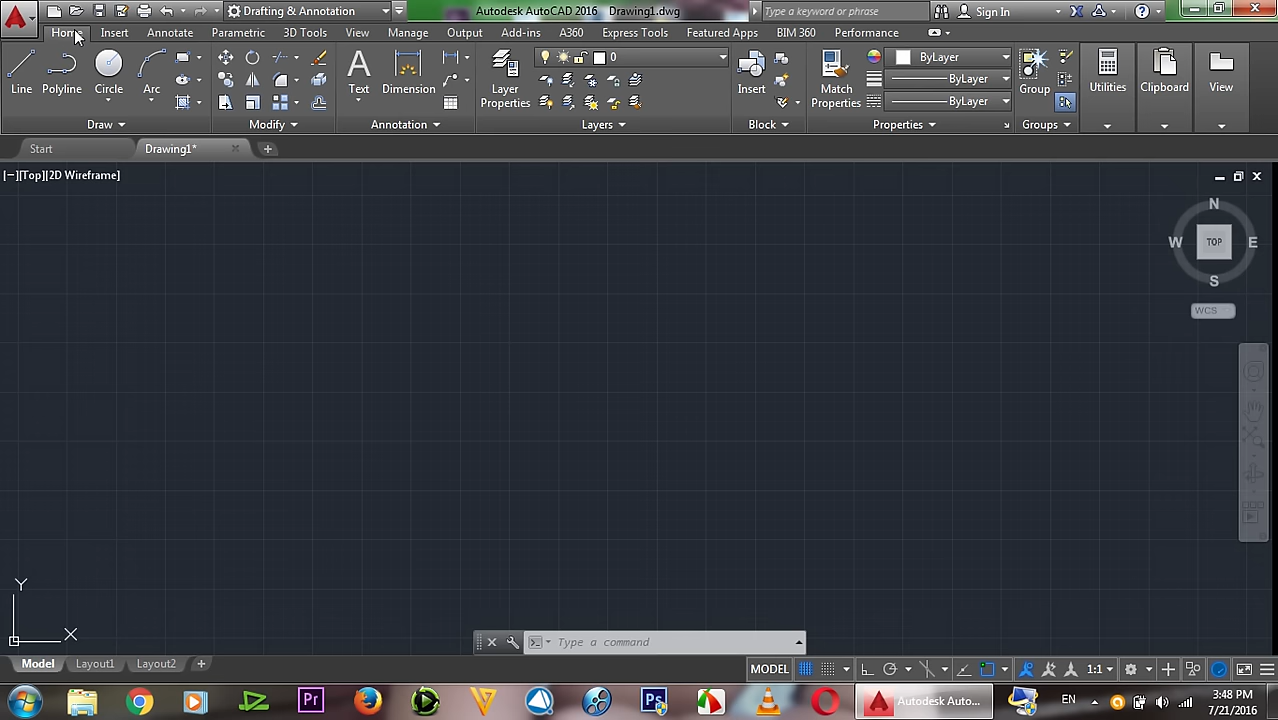 Drafting & Annotation
Autodesk AutoCAD 2016 Drawing1.dwg
Type a keyword or phrase
Sign In
Home Insert Annotate Parametric 3D Tools View Manage Output Add-ins A360 Express Tools Featured Apps BIM 360 Performance
0
ByLayer
ByLayer
ByLayer
Line Polyline Circle Arc
A
Text Dimension
Layer Properties
Insert
Match Properties
Group
Utilities
Clipboard
View
Draw
Modify
Annotation
Layers
Block
Properties
Groups
Start
Drawing1*
[−][Top][2D Wireframe]
N
W TOP E
S
WCS
Y
X
Type a command
Model Layout1 Layout2
MODEL
1:1
Pr
Ps
Autodesk Auto...
EN
3:48 PM
7/21/2016